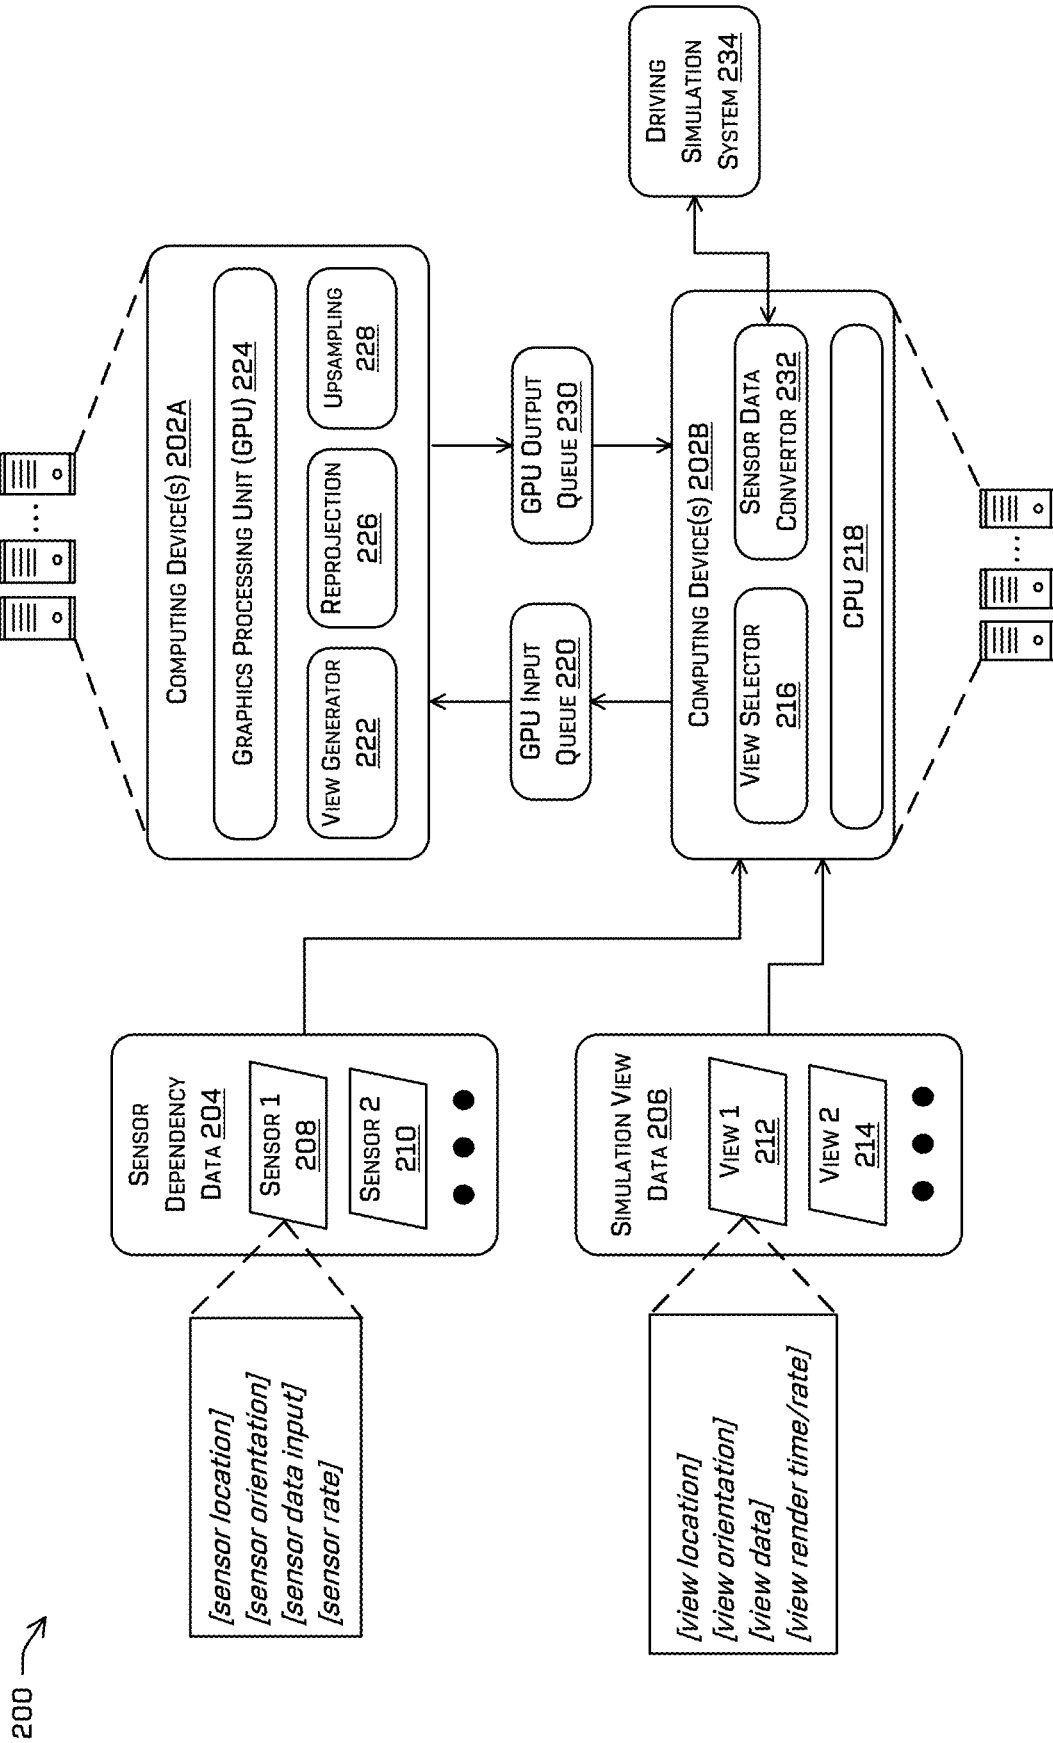 200
[sensor location]
[sensor orientation]
[sensor data input]
[sensor rate]
Sensor
Dependency
Data 204
Sensor 1
208
Sensor 2
210
[view location]
[view orientation]
[view data]
[view render time/rate]
Simulation View
Data 206
View 1
212
View 2
214
Computing Device(s) 202A
Graphics Processing Unit (GPU) 224
View Generator
222
Reprojection
226
Upsampling
228
GPU Input
Queue 220
GPU Output
Queue 230
Computing Device(s) 202B
View Selector
216
Sensor Data
Convertor 232
CPU 218
Driving
Simulation
System 234